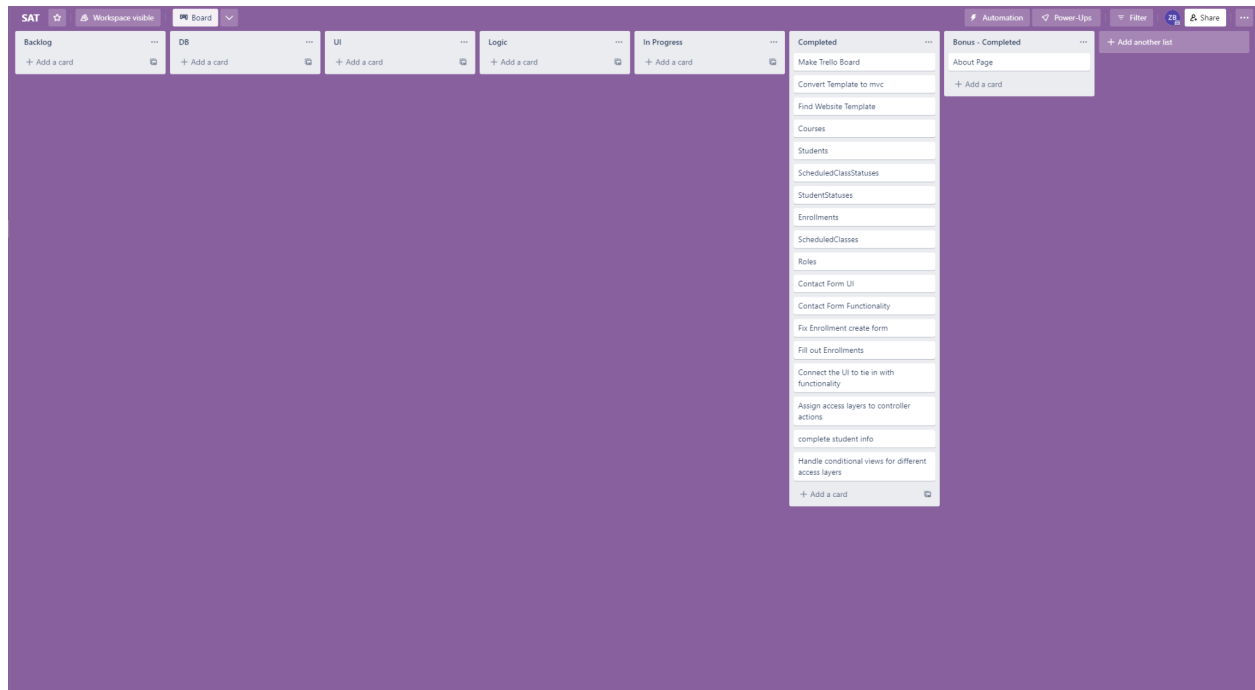 SAT
Workspace visible
Board
Automation
Power-Ups
Filter
ZB
Share
Backlog
+ Add a card
DB
+ Add a card
UI
+ Add a card
Logic
+ Add a card
In Progress
+ Add a card
Completed
Make Trello Board
Convert Template to mvc
Find Website Template
Courses
Students
ScheduledClassStatuses
StudentStatuses
Enrollments
ScheduledClasses
Roles
Contact Form UI
Contact Form Functionality
Fix Enrollment create form
Fill out Enrollments
Connect the UI to tie in with
functionality
Assign access layers to controller
actions
complete student info
Handle conditional views for different
access layers
+ Add a card
Bonus - Completed
About Page
+ Add a card
+ Add another list